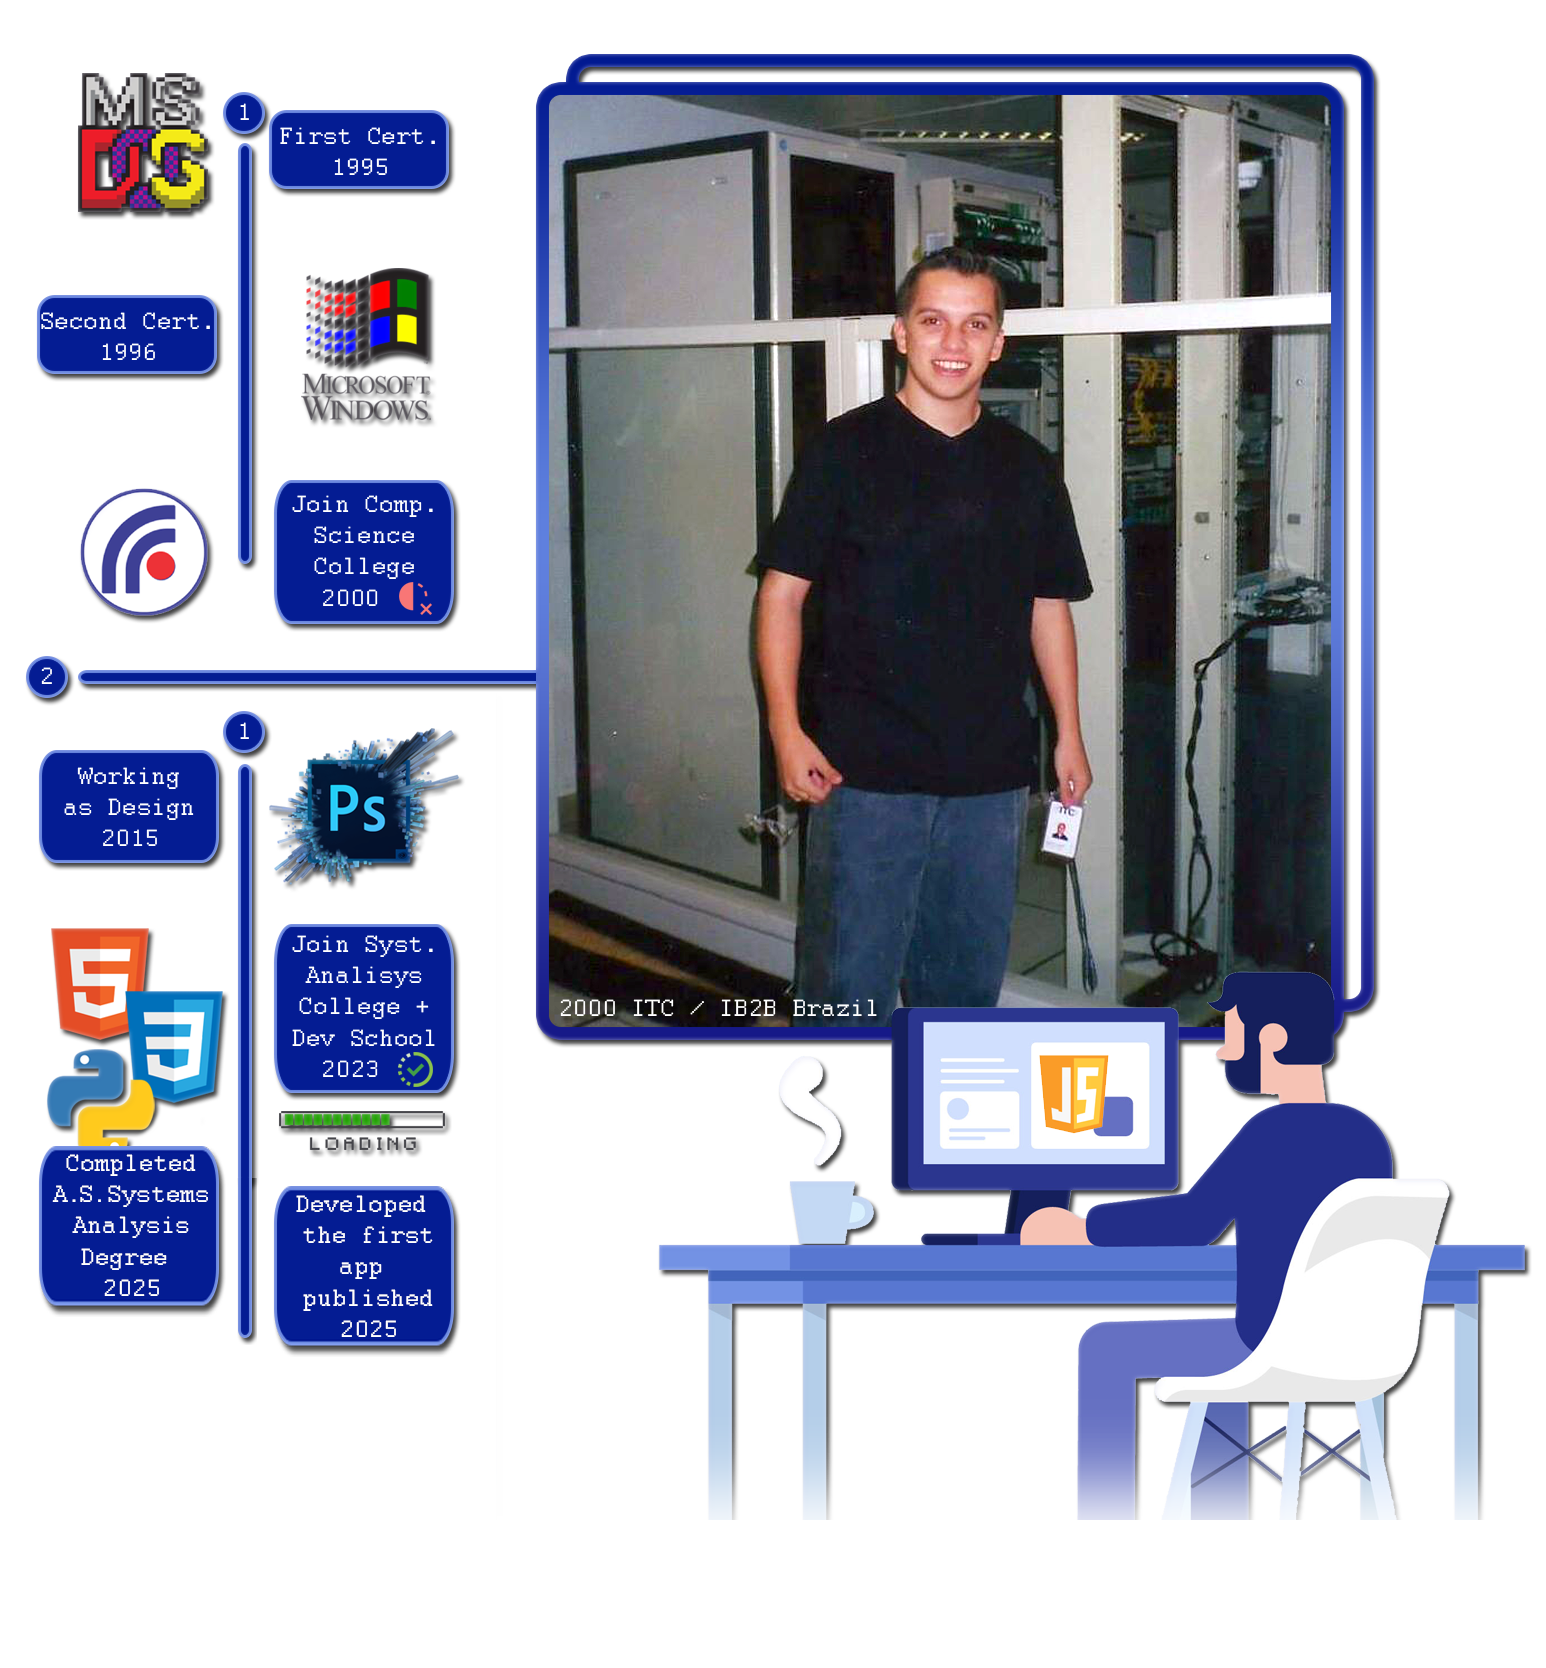 MS
DOS
1
First Cert.
1995
Second Cert.
1996
MICROSOFT
WINDOWS.
Join Comp.
Science
College
2000
2
1
Working
as Design
2015
Ps
5
3
Join Syst.
Analisys
College +
Dev School
2023
LOADING
Completed
A.S.Systems
Analysis
Degree
2025
Developed
the first
app
published
2025
ITC
2000 ITC / IB2B Brazil
JS